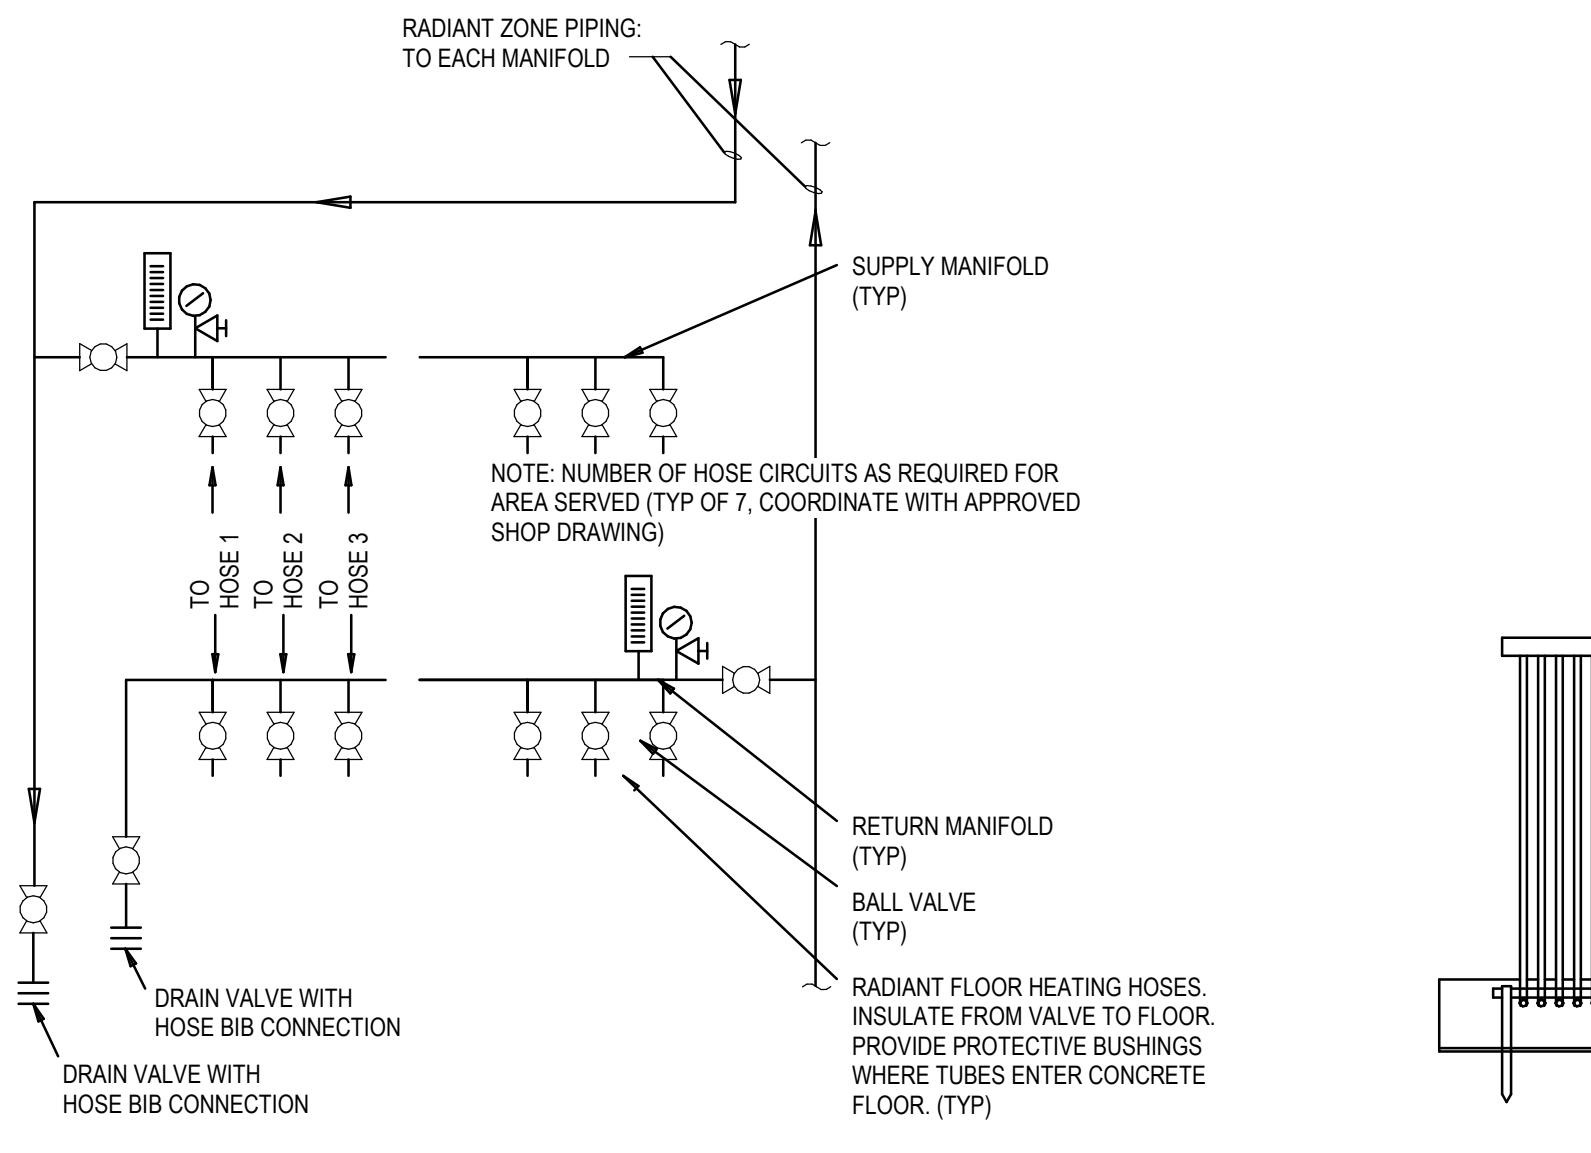 RADIANT ZONE PIPING:
TO EACH MANIFOLD
SUPPLY MANIFOLD
(TYP)
NOTE: NUMBER OF HOSE CIRCUITS AS REQUIRED FOR
AREA SERVED (TYP OF 7, COORDINATE WITH APPROVED
SHOP DRAWING)
TO
HOSE 1
TO
HOSE 2
TO
HOSE 3
RETURN MANIFOLD
(TYP)
BALL VALVE
(TYP)
RADIANT FLOOR HEATING HOSES.
INSULATE FROM VALVE TO FLOOR.
PROVIDE PROTECTIVE BUSHINGS
WHERE TUBES ENTER CONCRETE
FLOOR. (TYP)
DRAIN VALVE WITH
HOSE BIB CONNECTION
DRAIN VALVE WITH
HOSE BIB CONNECTION